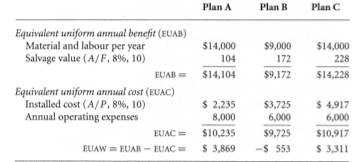 Plan A Plan B Plan C
Equivalent uniform annual benefit (EUAB)
Material and labour per year $14,000 $9,000 $14,000
Salvage value (A/F, 8%, 10) 104 172 228
EUAB = $14,104 $9,172 $14,228
Equivalent uniform annual cost (EUAC)
Installed cost (A/P, 8%, 10) $ 2,235 $3,725 $ 4,917
Annual operating expenses 8,000 6,000 6,000
EUAC = $10,235 $9,725 $10,917
EUAW = EUAB – EUAC = $ 3,869 –$ 553 $ 3,311